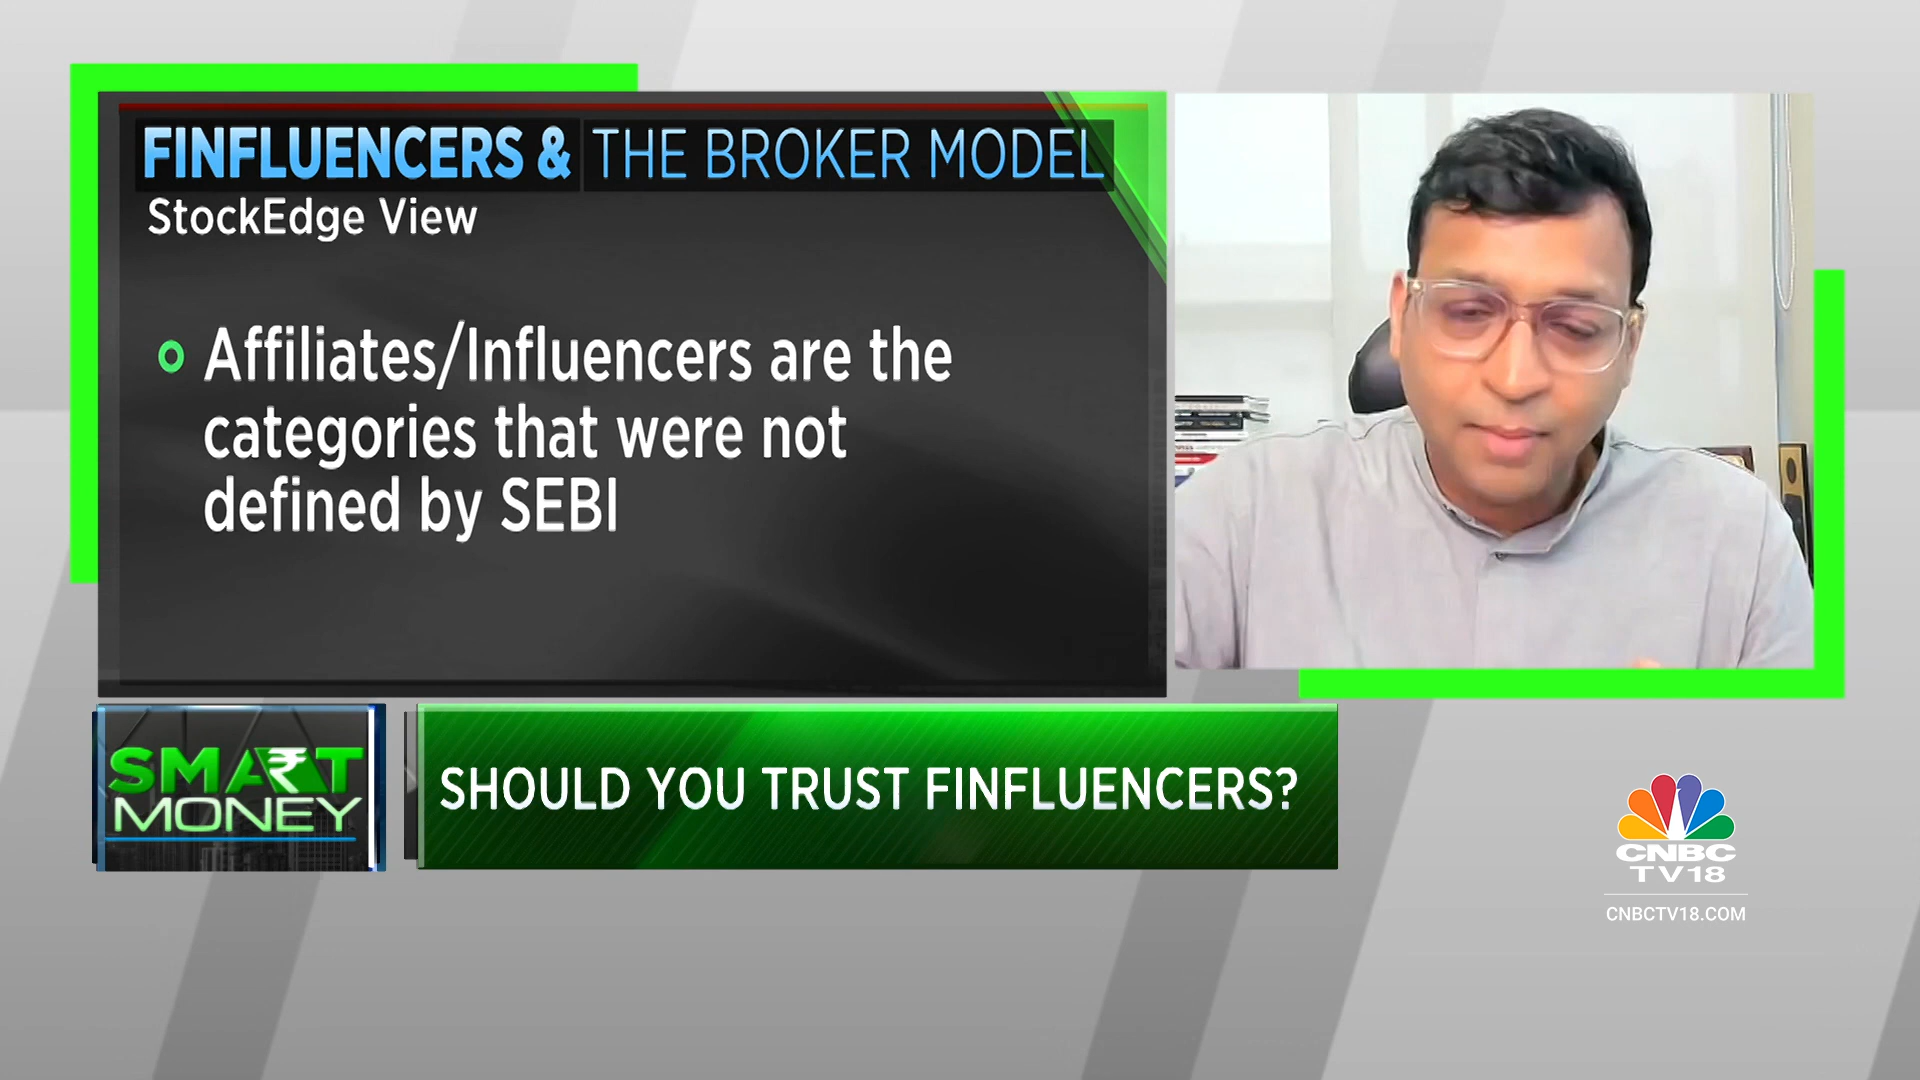 FINFLUENCERS & THE BROKER MODEL
StockEdge View
Affiliates/Influencers are the
categories that were not
defined by SEBI
SMART
MONEY
SHOULD YOU TRUST FINFLUENCERS?
CNBC
TV18
CNBCTV18.COM